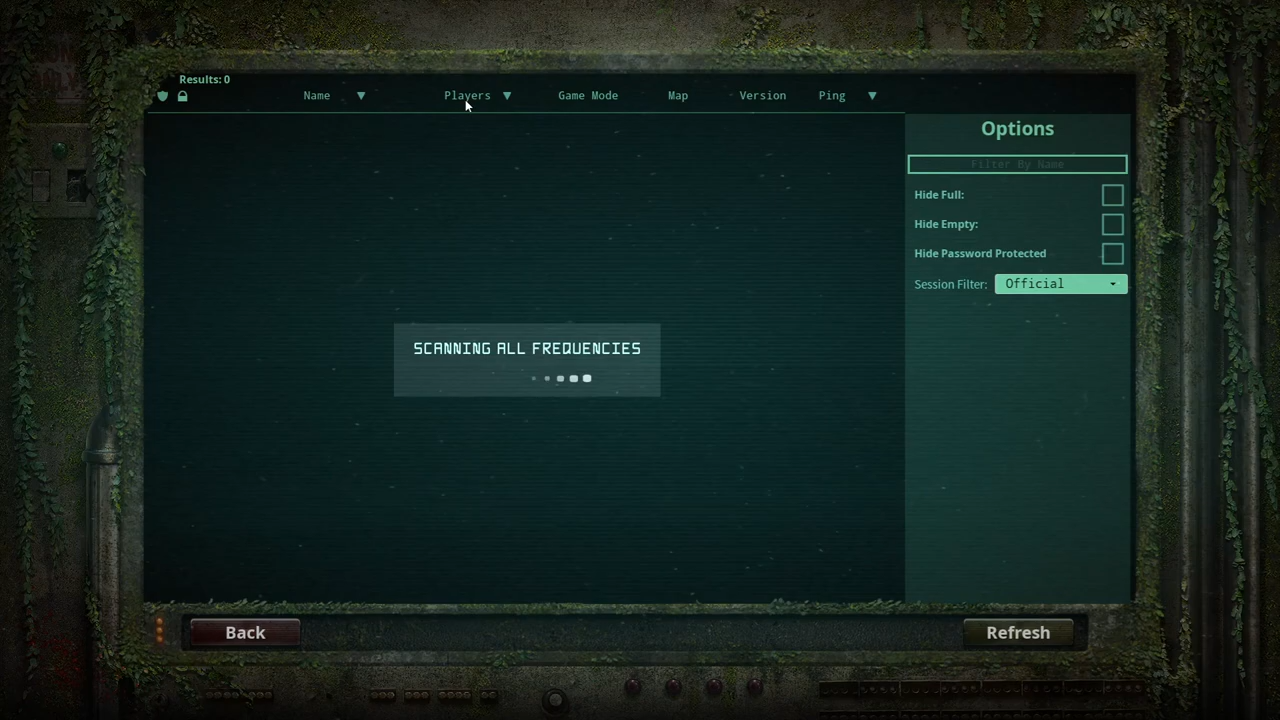 Results: 0
Name ▼ Players ▼ Game Mode Map Version Ping ▼
Options
Filter By Name
Hide Full:
Hide Empty:
Hide Password Protected
Session Filter: Official
SCANNING ALL FREQUENCIES
Back
Refresh